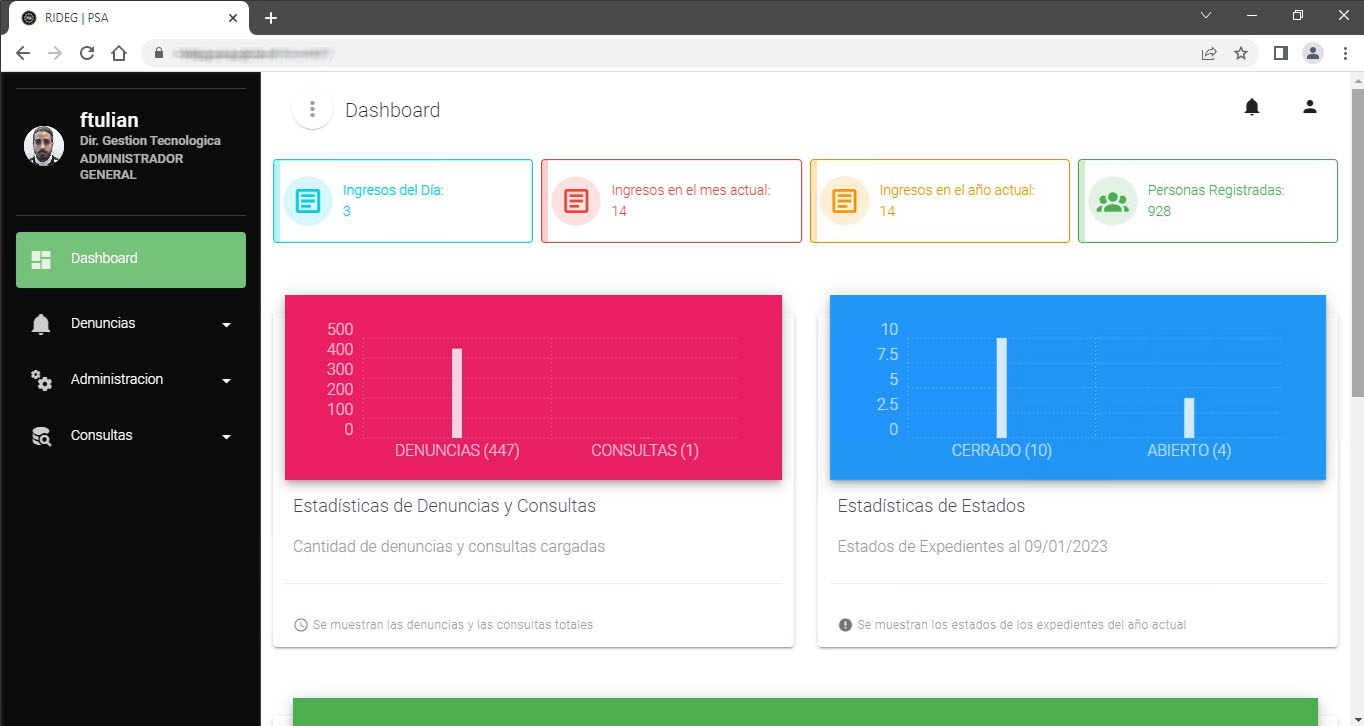 RIDEG | PSA
ftulian
Dir. Gestion Tecnologica
ADMINISTRADOR
GENERAL
Dashboard
Denuncias
Administracion
Consultas
Dashboard
Ingresos del Día:
3
Ingresos en el mes actual:
14
Ingresos en el año actual:
14
Personas Registradas:
928
500
400
300
200
100
0
DENUNCIAS (447)
CONSULTAS (1)
Estadísticas de Denuncias y Consultas
Cantidad de denuncias y consultas cargadas
Se muestran las denuncias y las consultas totales
10
7.5
5
2.5
0
CERRADO (10)
ABIERTO (4)
Estadísticas de Estados
Estados de Expedientes al 09/01/2023
Se muestran los estados de los expedientes del año actual